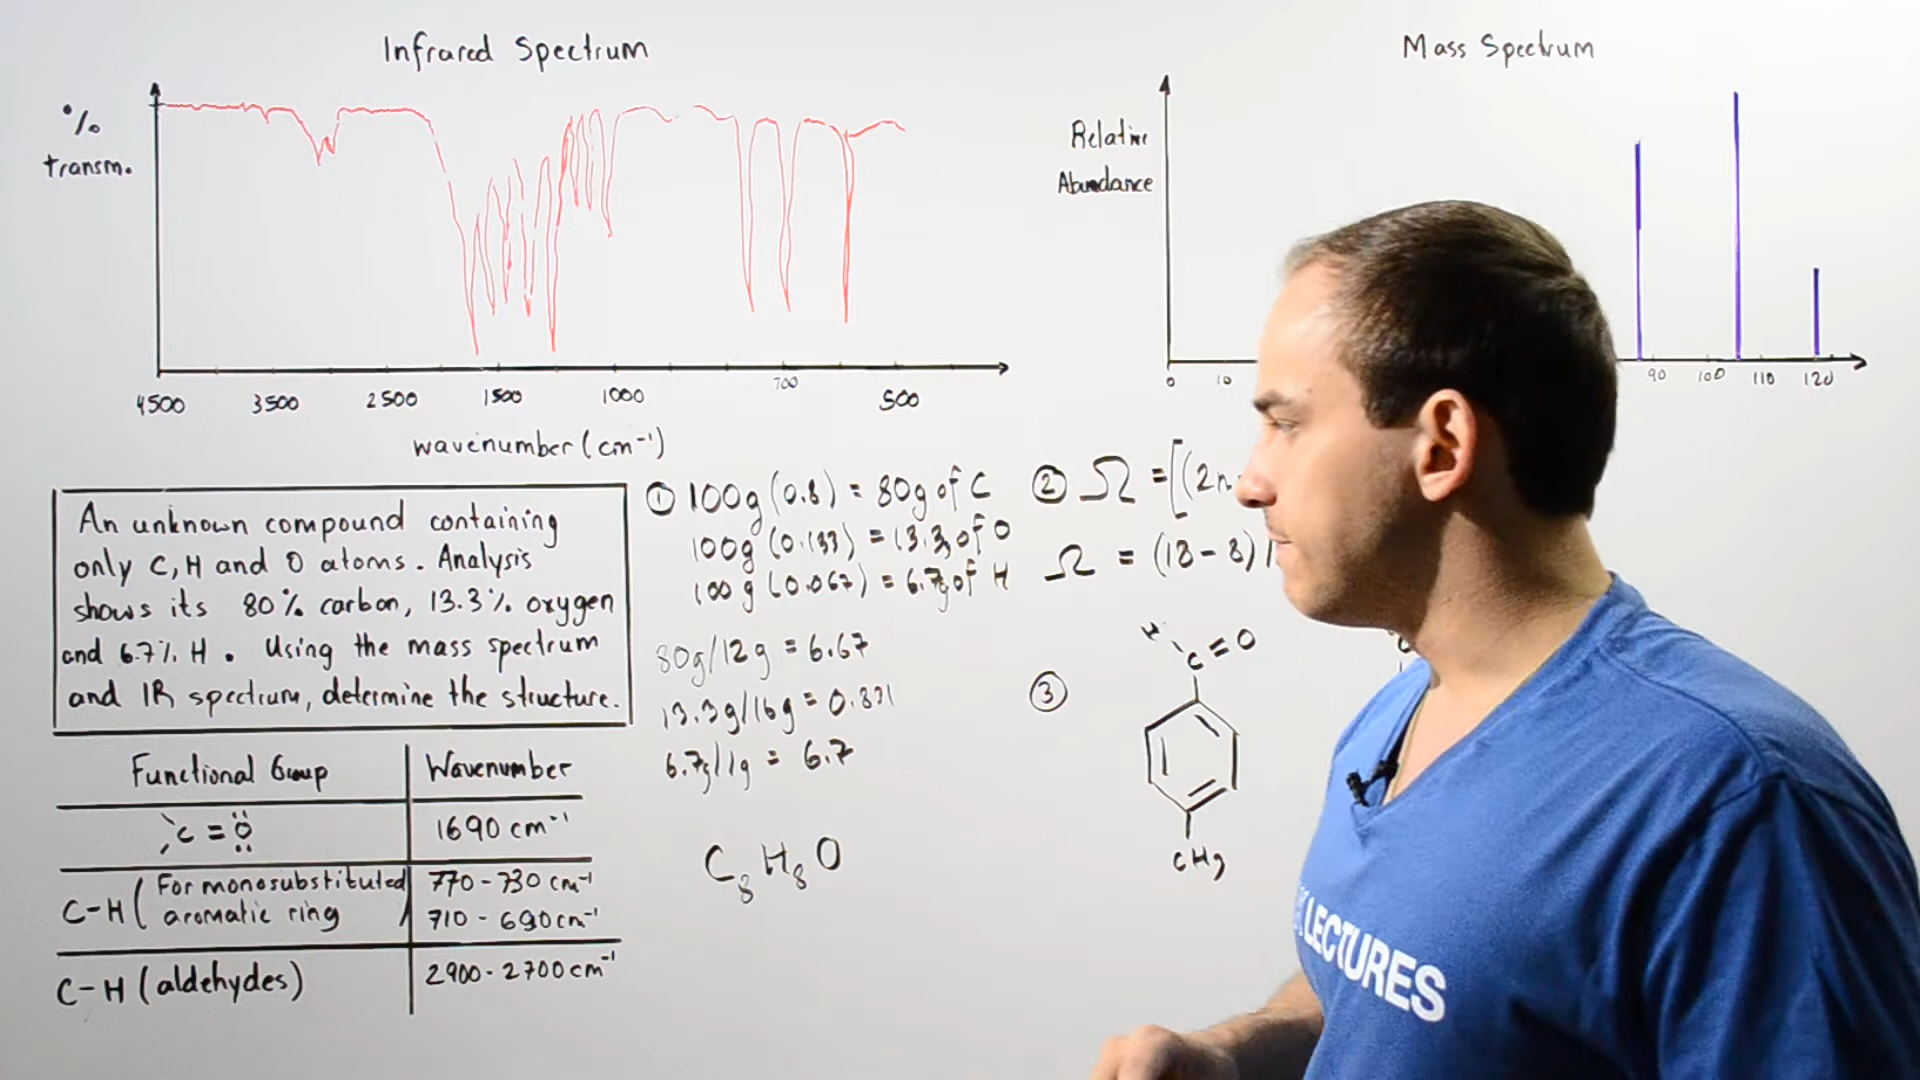 Infrared Spectrum
%
transm.
4500 3500 2500 1500 1000 700 500
wavenumber (cm⁻¹)
Mass Spectrum
Relative
Abundance
0 10 90 100 110 120
An unknown compound containing
only C, H and O atoms. Analysis
shows its 80% carbon, 13.3% oxygen
and 6.7% H. Using the mass spectrum
and IR spectrum, determine the structure.
Functional Group Wavenumber
C=O 1690 cm⁻¹
C-H (For monosubstituted aromatic ring) 770-730 cm⁻¹
710-690 cm⁻¹
C-H (aldehydes) 2900-2700 cm⁻¹
① 100g (0.8) = 80g of C
100g (0.133) = 13.3g of O
100g (0.067) = 6.7g of H
80g/12g = 6.67
13.3g/16g = 0.831
6.7g/1g = 6.7
C₈H₈O
② Ω = [(2n
Ω = (18-8)/
③
H C=O
CH₃
LECTURES